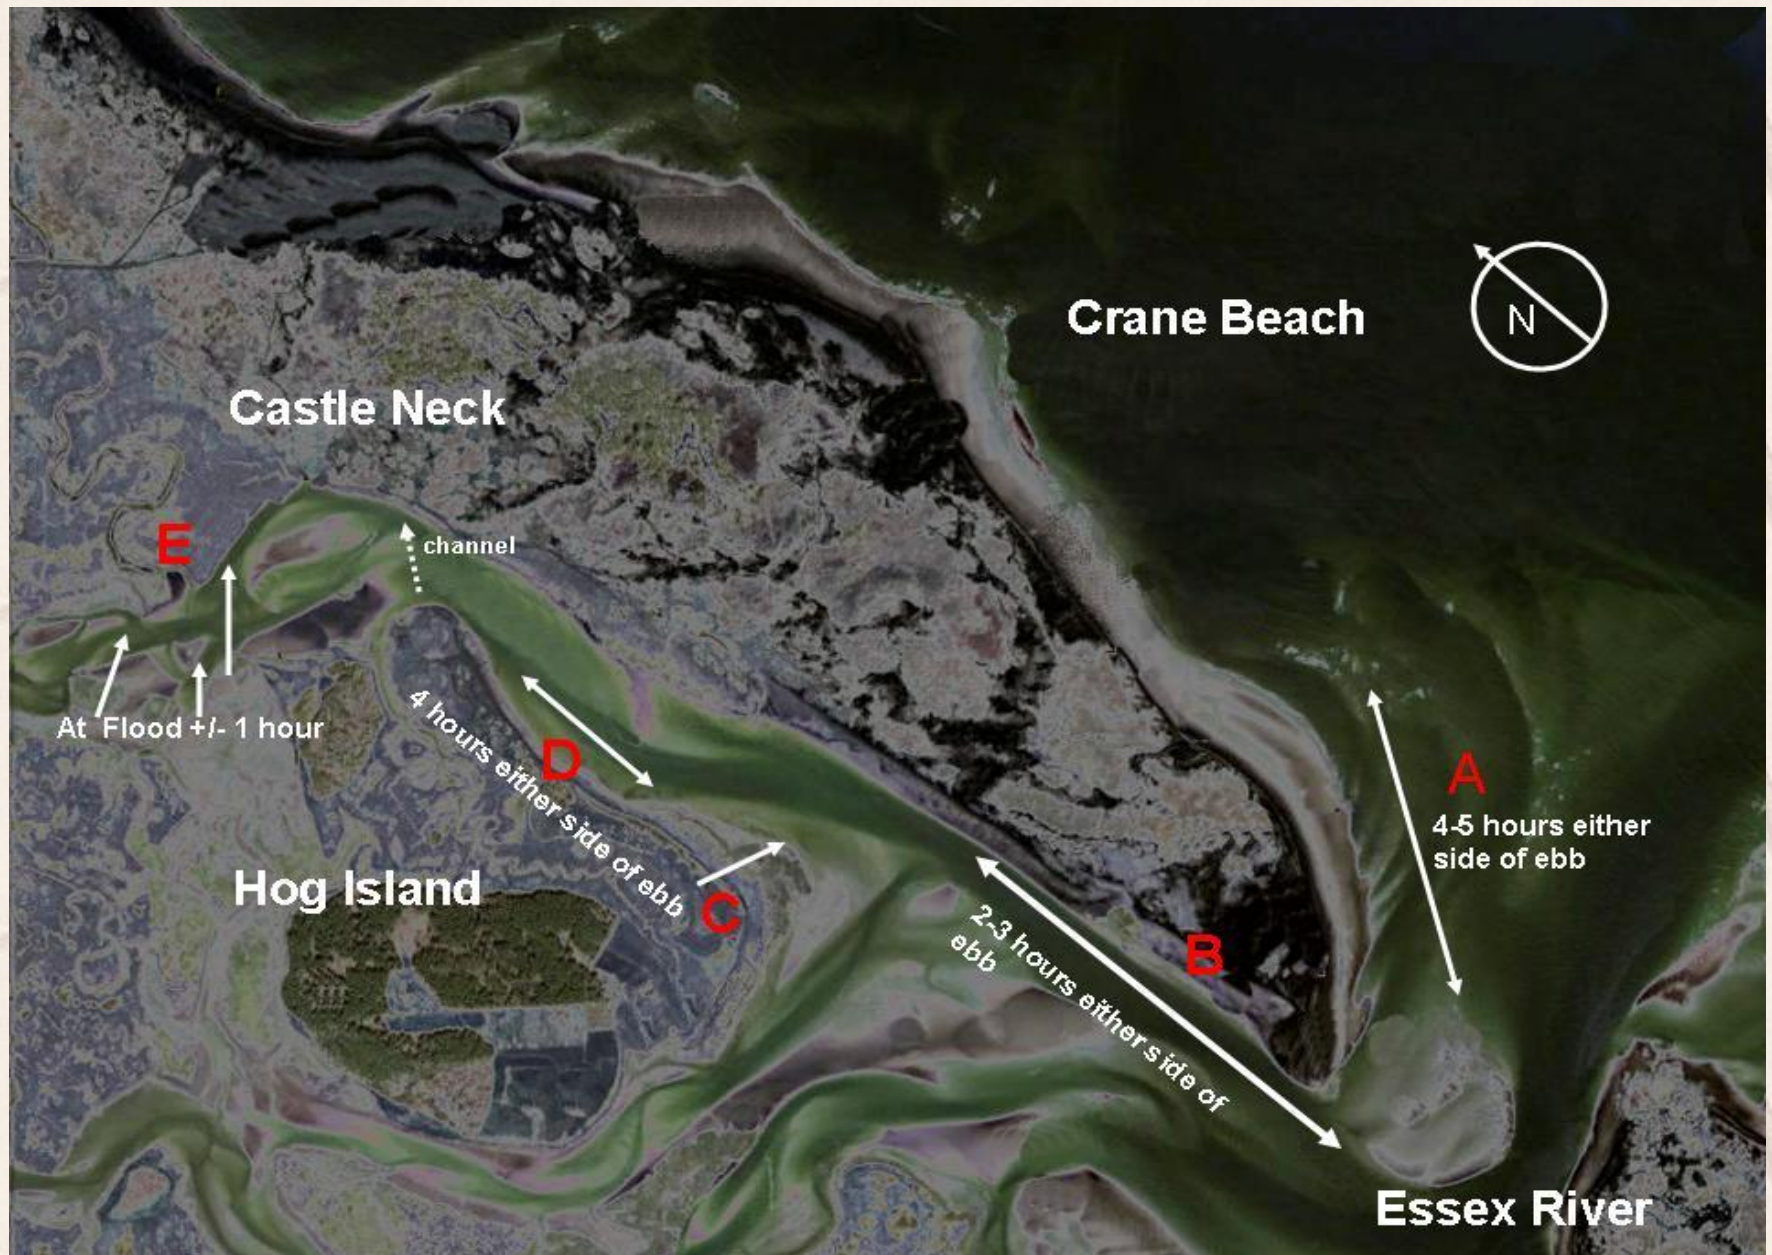 Crane Beach
N
Castle Neck
E
channel
At Flood +/- 1 hour
D
4 hours either side of ebb
C
Hog Island
A
4-5 hours either
side of ebb
B
2-3 hours either side of
ebb
Essex River